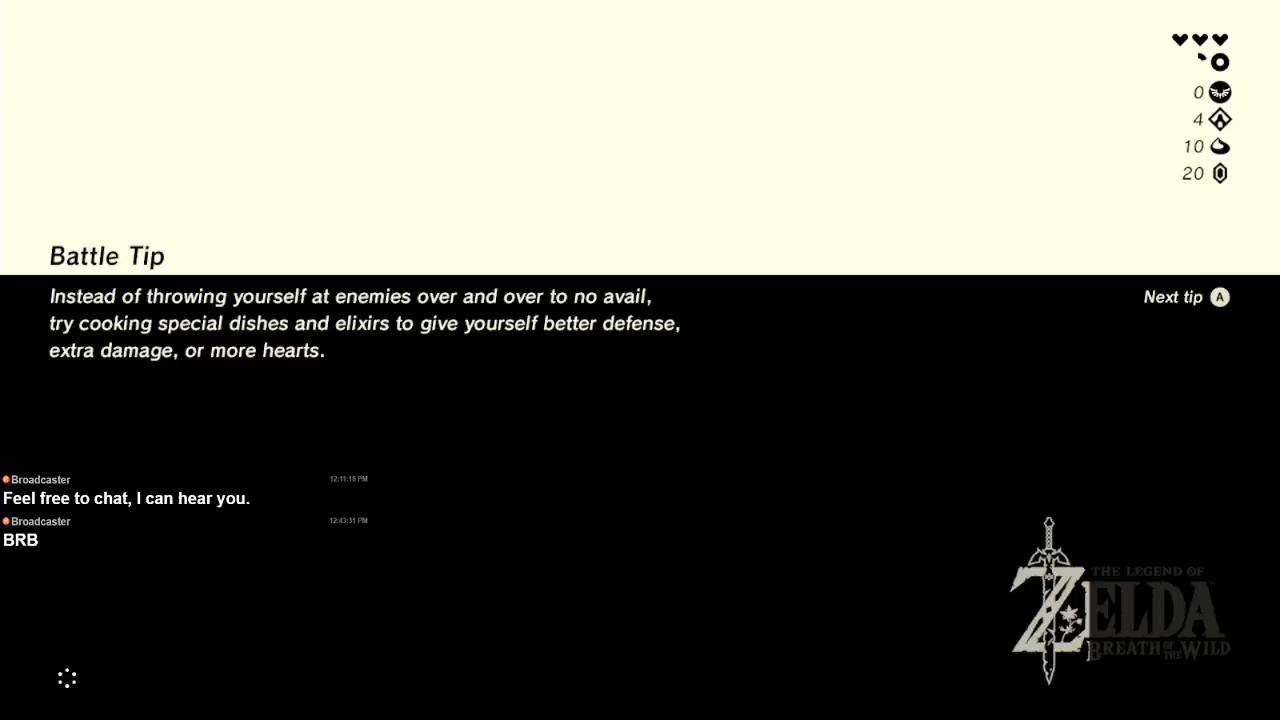 0
4
10
20
Battle Tip
Instead of throwing yourself at enemies over and over to no avail,
try cooking special dishes and elixirs to give yourself better defense,
extra damage, or more hearts.
Next tip A
Broadcaster 12:11:18 PM
Feel free to chat, I can hear you.
Broadcaster 12:43:31 PM
BRB
THE LEGEND OF
ZELDA
BREATH OF THE WILD